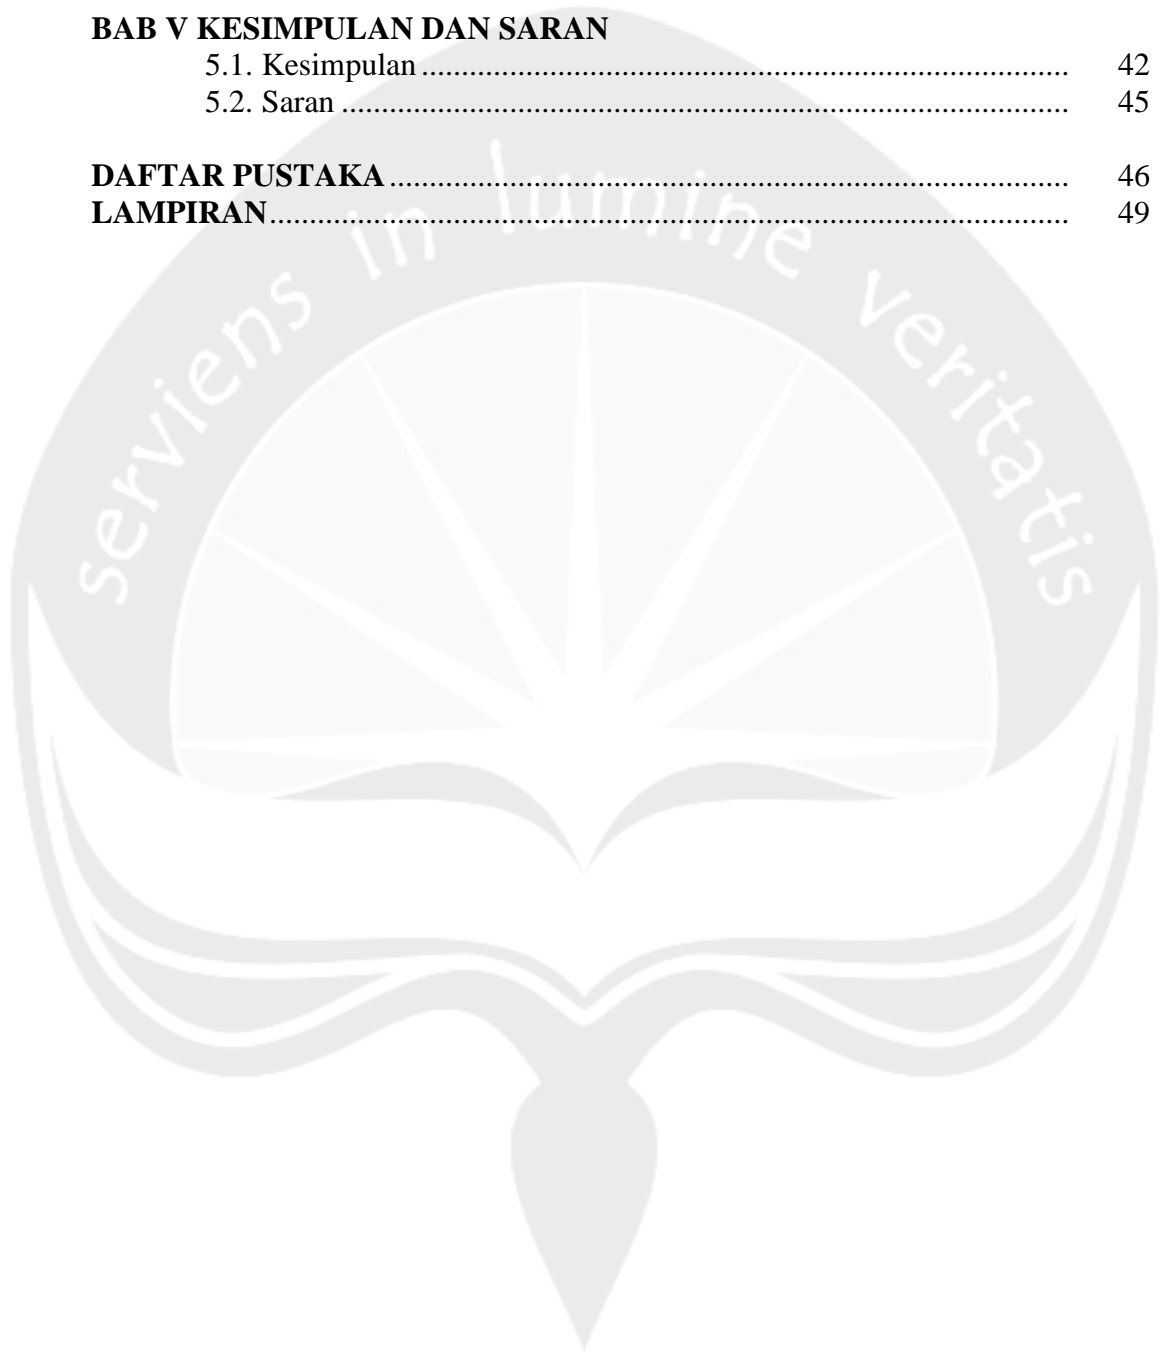 BAB V KESIMPULAN DAN SARAN
5.1. Kesimpulan ................................................................................ 42
5.2. Saran .......................................................................................... 45
DAFTAR PUSTAKA .................................................................................... 46
LAMPIRAN ................................................................................................... 49
serviens in lumine veritatis